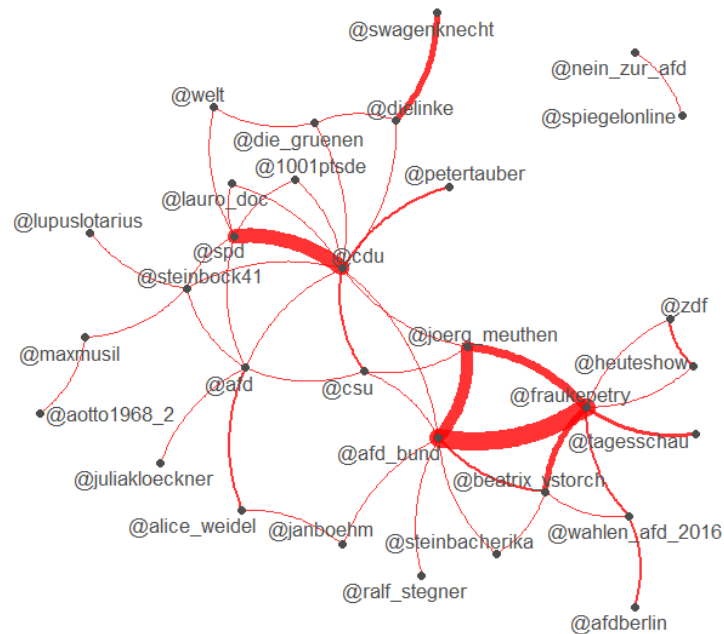 @swagenknecht
@nein_zur_afd
@welt
@dielinke
@spiegelonline
@die_gruenen
@1001ptsde
@petertauber
@lauro_doc
@lupuslotarius
@spd
@cdu
@steinbock41
@zdf
@joerg_meuthen
@maxmusil
@heuteshow
@afd
@csu
@fraukepetry
@aotto1968_2
@tagesschau
@afd_bund
@juliakloeckner
@beatrix_vstorch
@alice_weidel
@janboehm
@wahlen_afd_2016
@steinbacherika
@ralf_stegner
@afdberlin